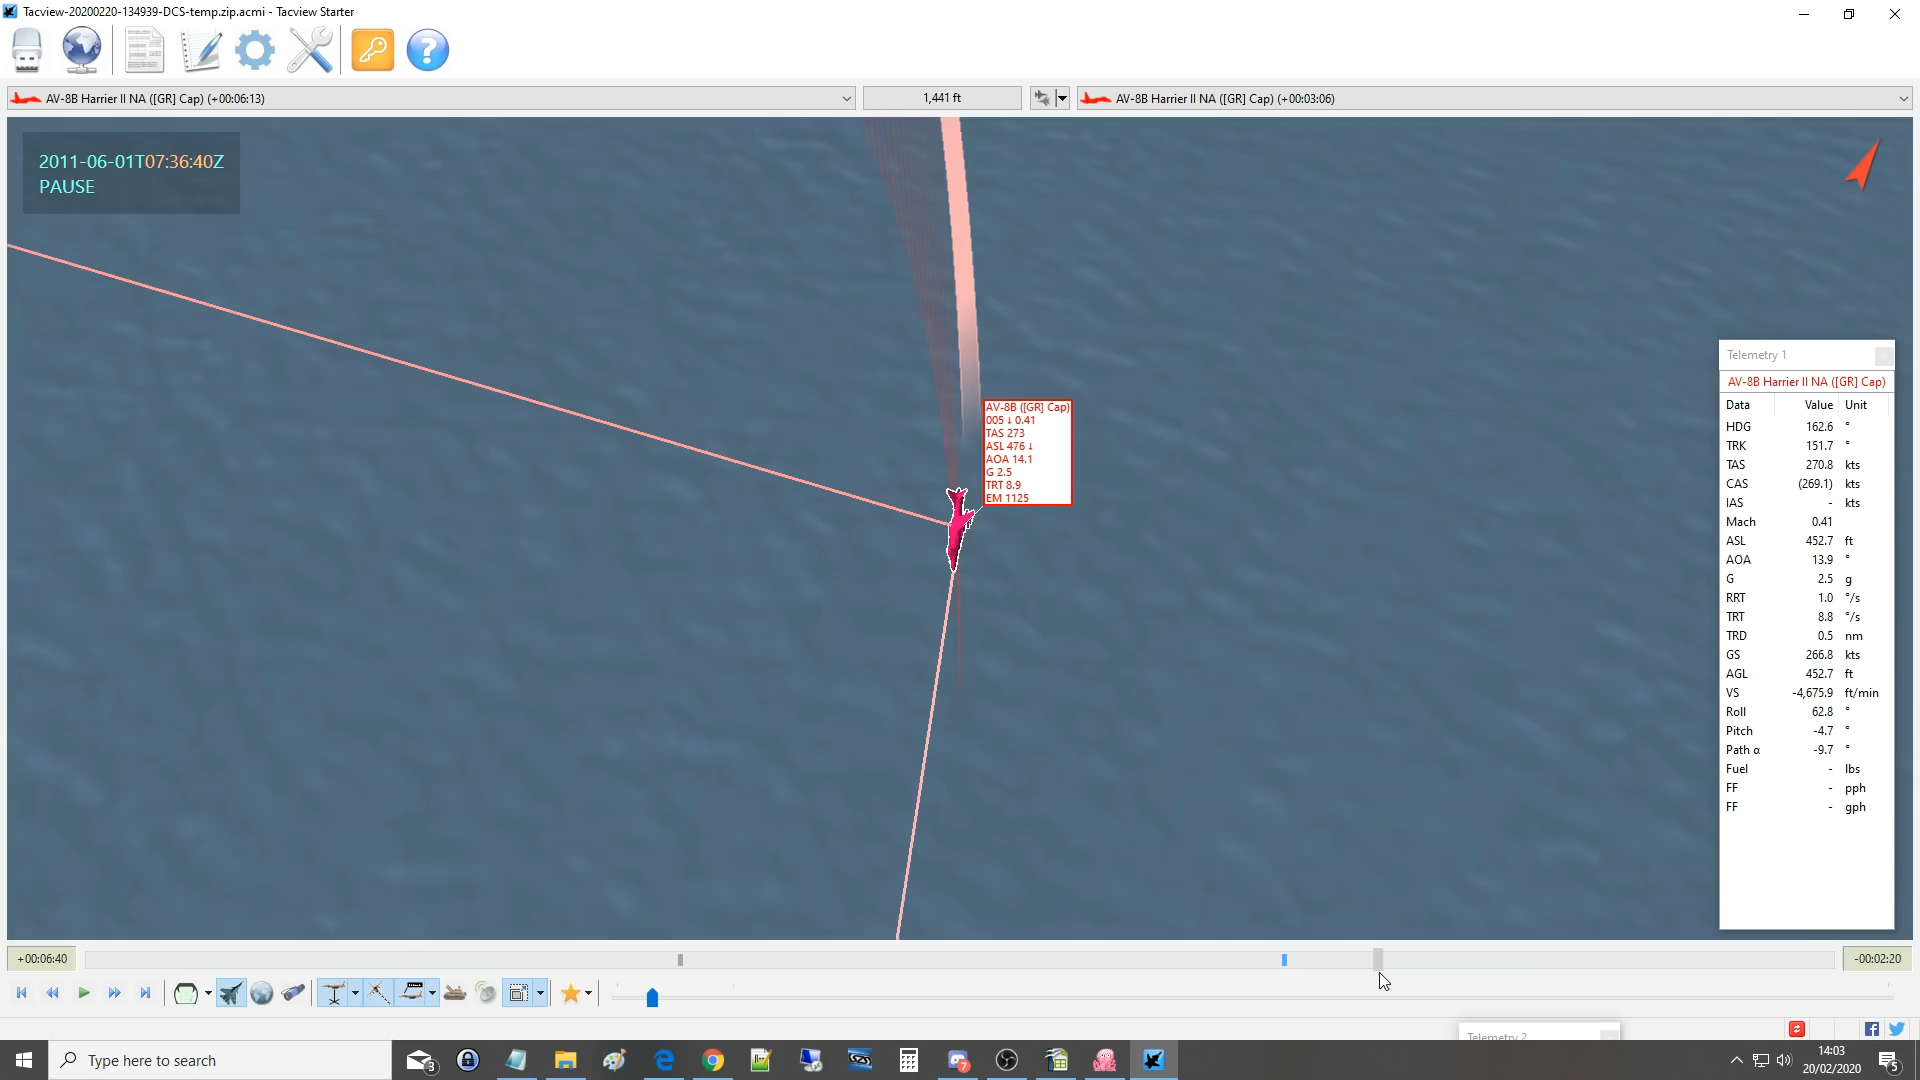 Tacview-20200220-134939-DCS-temp.zip.acmi - Tacview Starter
AV-8B Harrier II NA ([GR] Cap) (+00:06:13)
1,441 ft
AV-8B Harrier II NA ([GR] Cap) (+00:03:06)
2011-06-01T07:36:40Z
PAUSE
AV-8B ([GR] Cap)
005 ↓ 0.41
TAS 273
ASL 476 ↓
AOA 14.1
G 2.5
TRT 8.9
EM 1125
Telemetry 1
AV-8B Harrier II NA ([GR] Cap)
Data Value Unit
HDG 162.6 °
TRK 151.7 °
TAS 270.8 kts
CAS (269.1) kts
IAS - kts
Mach 0.41
ASL 452.7 ft
AOA 13.9 °
G 2.5 g
RRT 1.0 °/s
TRT 8.8 °/s
TRD 0.5 nm
GS 266.8 kts
AGL 452.7 ft
VS -4,675.9 ft/min
Roll 62.8 °
Pitch -4.7 °
Path α -9.7 °
Fuel - lbs
FF - pph
FF - gph
+00:06:40
-00:02:20
Telemetry 2
Type here to search
3
7
14:03
20/02/2020
5